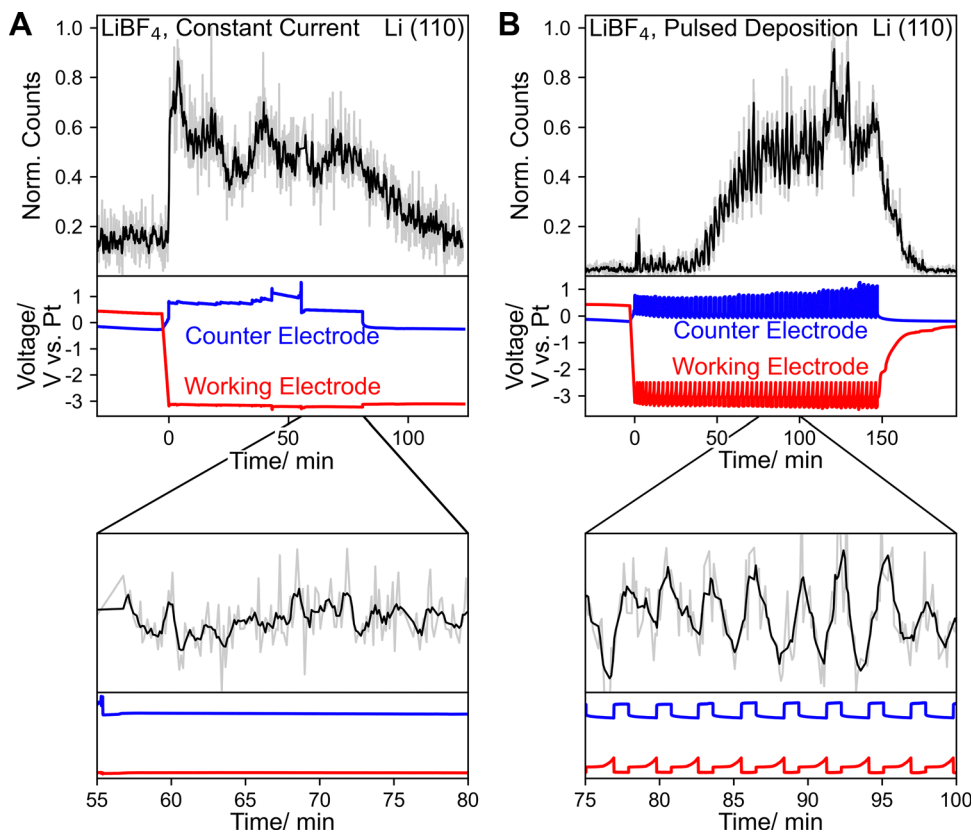 A
LiBF4, Constant Current Li (110)
Norm. Counts
1.0
0.8
0.6
0.4
0.2
Voltage/
V vs. Pt
1
0
-1
-2
-3
Counter Electrode
Working Electrode
0 50 100
Time/ min
55 60 65 70 75 80
Time/ min
B
LiBF4, Pulsed Deposition Li (110)
Norm. Counts
1.0
0.8
0.6
0.4
0.2
Voltage/
V vs. Pt
1
0
-1
-2
-3
Counter Electrode
Working Electrode
0 50 100 150
Time/ min
75 80 85 90 95 100
Time/ min